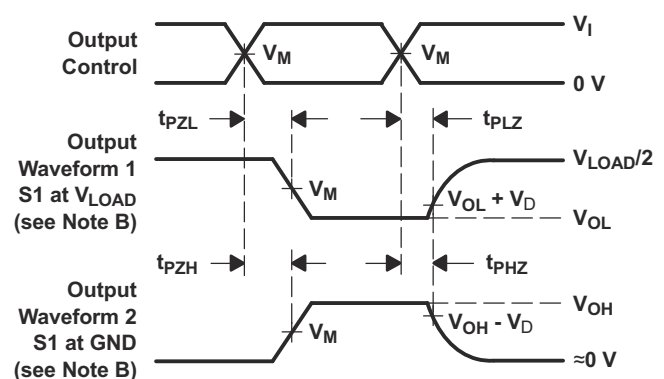 Output
Control
V_M
V_M
V_I
0 V
t_PZL
t_PLZ
Output
Waveform 1
S1 at V_LOAD
(see Note B)
V_M
V_OL + V_D
V_LOAD/2
V_OL
t_PZH
t_PHZ
Output
Waveform 2
S1 at GND
(see Note B)
V_M
V_OH - V_D
V_OH
≈0 V